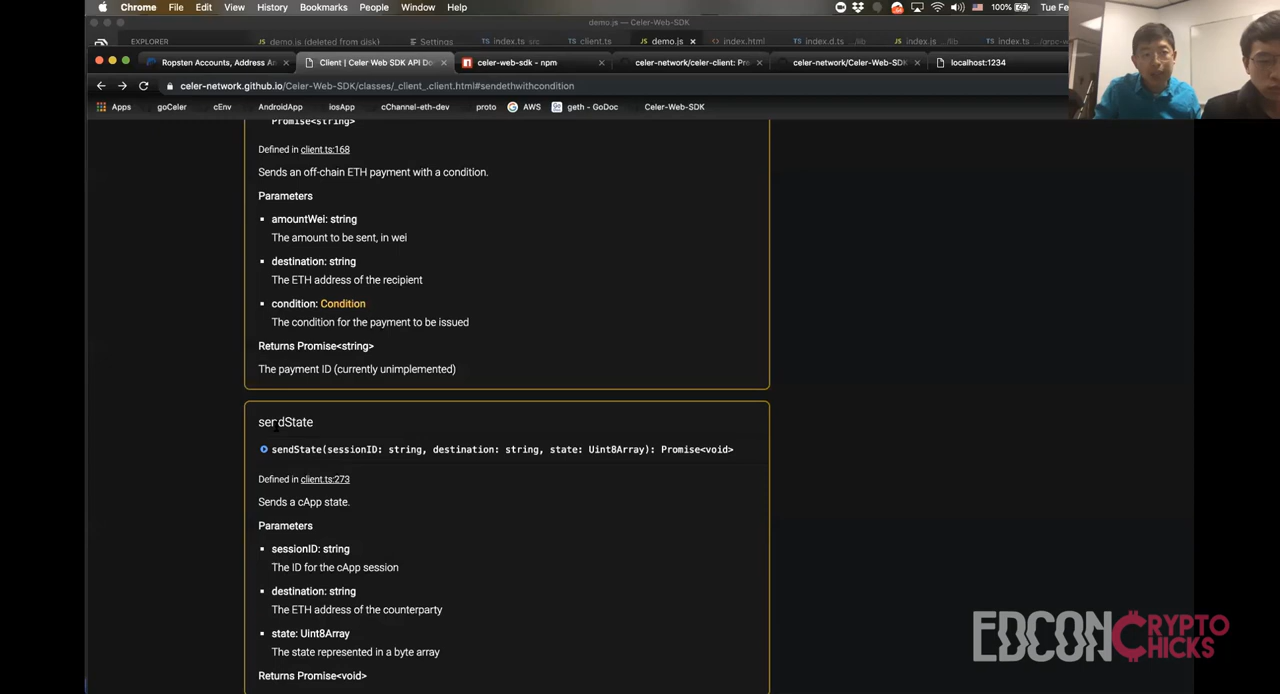 Chrome File Edit View History Bookmarks People Window Help 100% Tue Fe
demo.js — Celer-Web-SDK
EXPLORER demo.js (deleted from disk) Settings index.ts src client.ts demo.js index.html index.d.ts .../lib index.js .../lib
Ropsten Accounts, Address A Client | Celer Web SDK API Do celer-web-sdk - npm celer-network/celer-client: Pro celer-network/Celer-Web-SDK localhost:1234
celer-network.github.io/Celer-Web-SDK/classes/_client_.client.html#sendethwithcondition
Apps goCeler cEnv AndroidApp iosApp cChannel-eth-dev proto AWS geth - GoDoc Celer-Web-SDK
Promise<string>
Defined in client.ts:168
Sends an off-chain ETH payment with a condition.
Parameters
amountWei: string
The amount to be sent, in wei
destination: string
The ETH address of the recipient
condition: Condition
The condition for the payment to be issued
Returns Promise<string>
The payment ID (currently unimplemented)
sendState
sendState(sessionID: string, destination: string, state: Uint8Array): Promise<void>
Defined in client.ts:273
Sends a cApp state.
Parameters
sessionID: string
The ID for the cApp session
destination: string
The ETH address of the counterparty
state: Uint8Array
The state represented in a byte array
Returns Promise<void>
EDCON CRYPTO
CHICKS